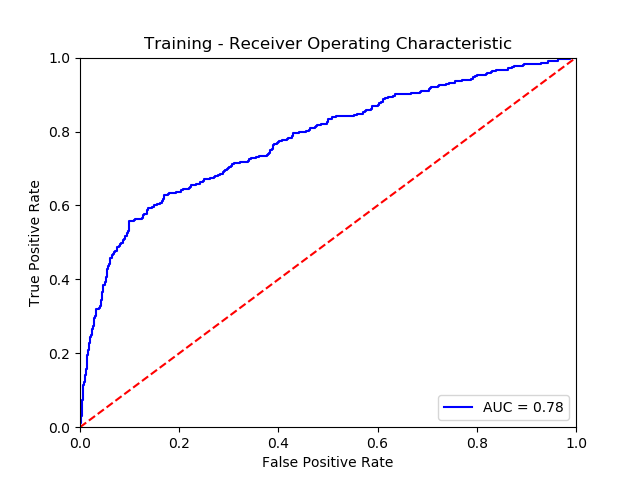 Training - Receiver Operating Characteristic
True Positive Rate
1.0
0.8
0.6
0.4
0.2
0.0
AUC = 0.78
0.0 0.2 0.4 0.6 0.8 1.0
False Positive Rate